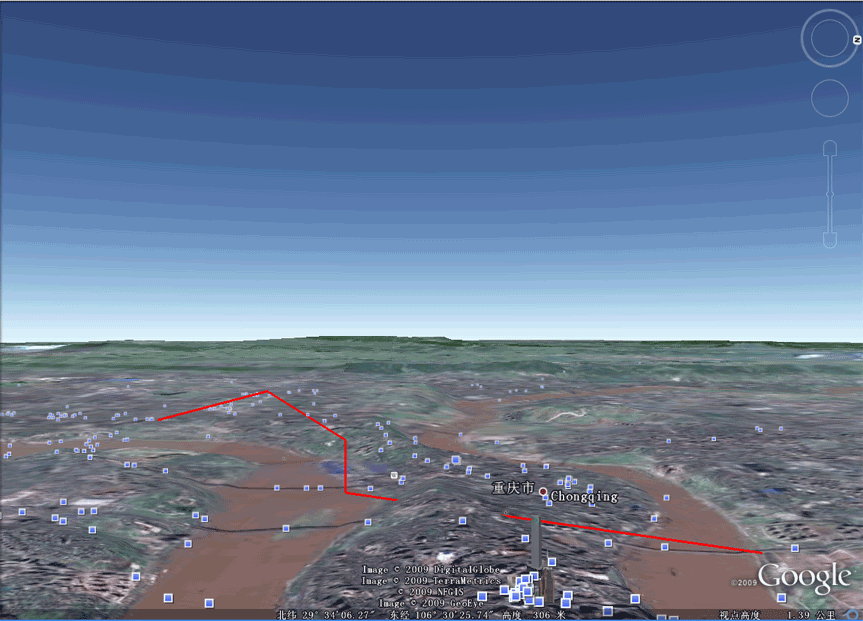 N
重庆市
Chongqing
Image © 2009 DigitalGlobe
Image © 2009 TerraMetrics
© 2009 NFGIS
Image © 2009 GeoEye
©2009 Google
北纬 29° 34'06.27" 东经 106° 30'25.74" 高度 306 米 视点高度 1.39 公里